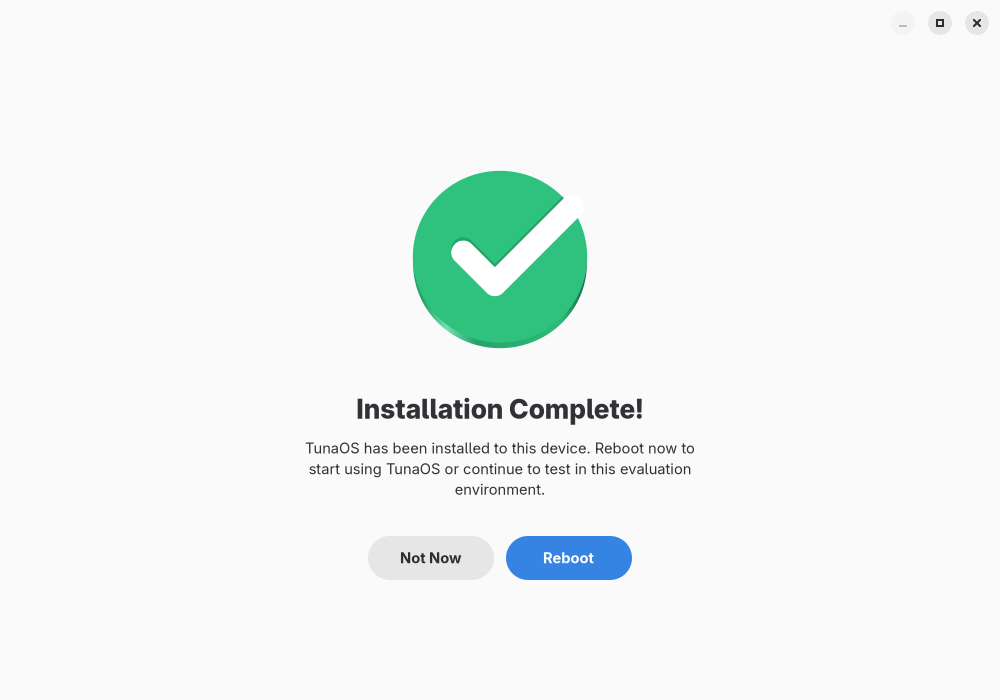 Installation Complete!
TunaOS has been installed to this device. Reboot now to
start using TunaOS or continue to test in this evaluation
environment.
Not Now
Reboot